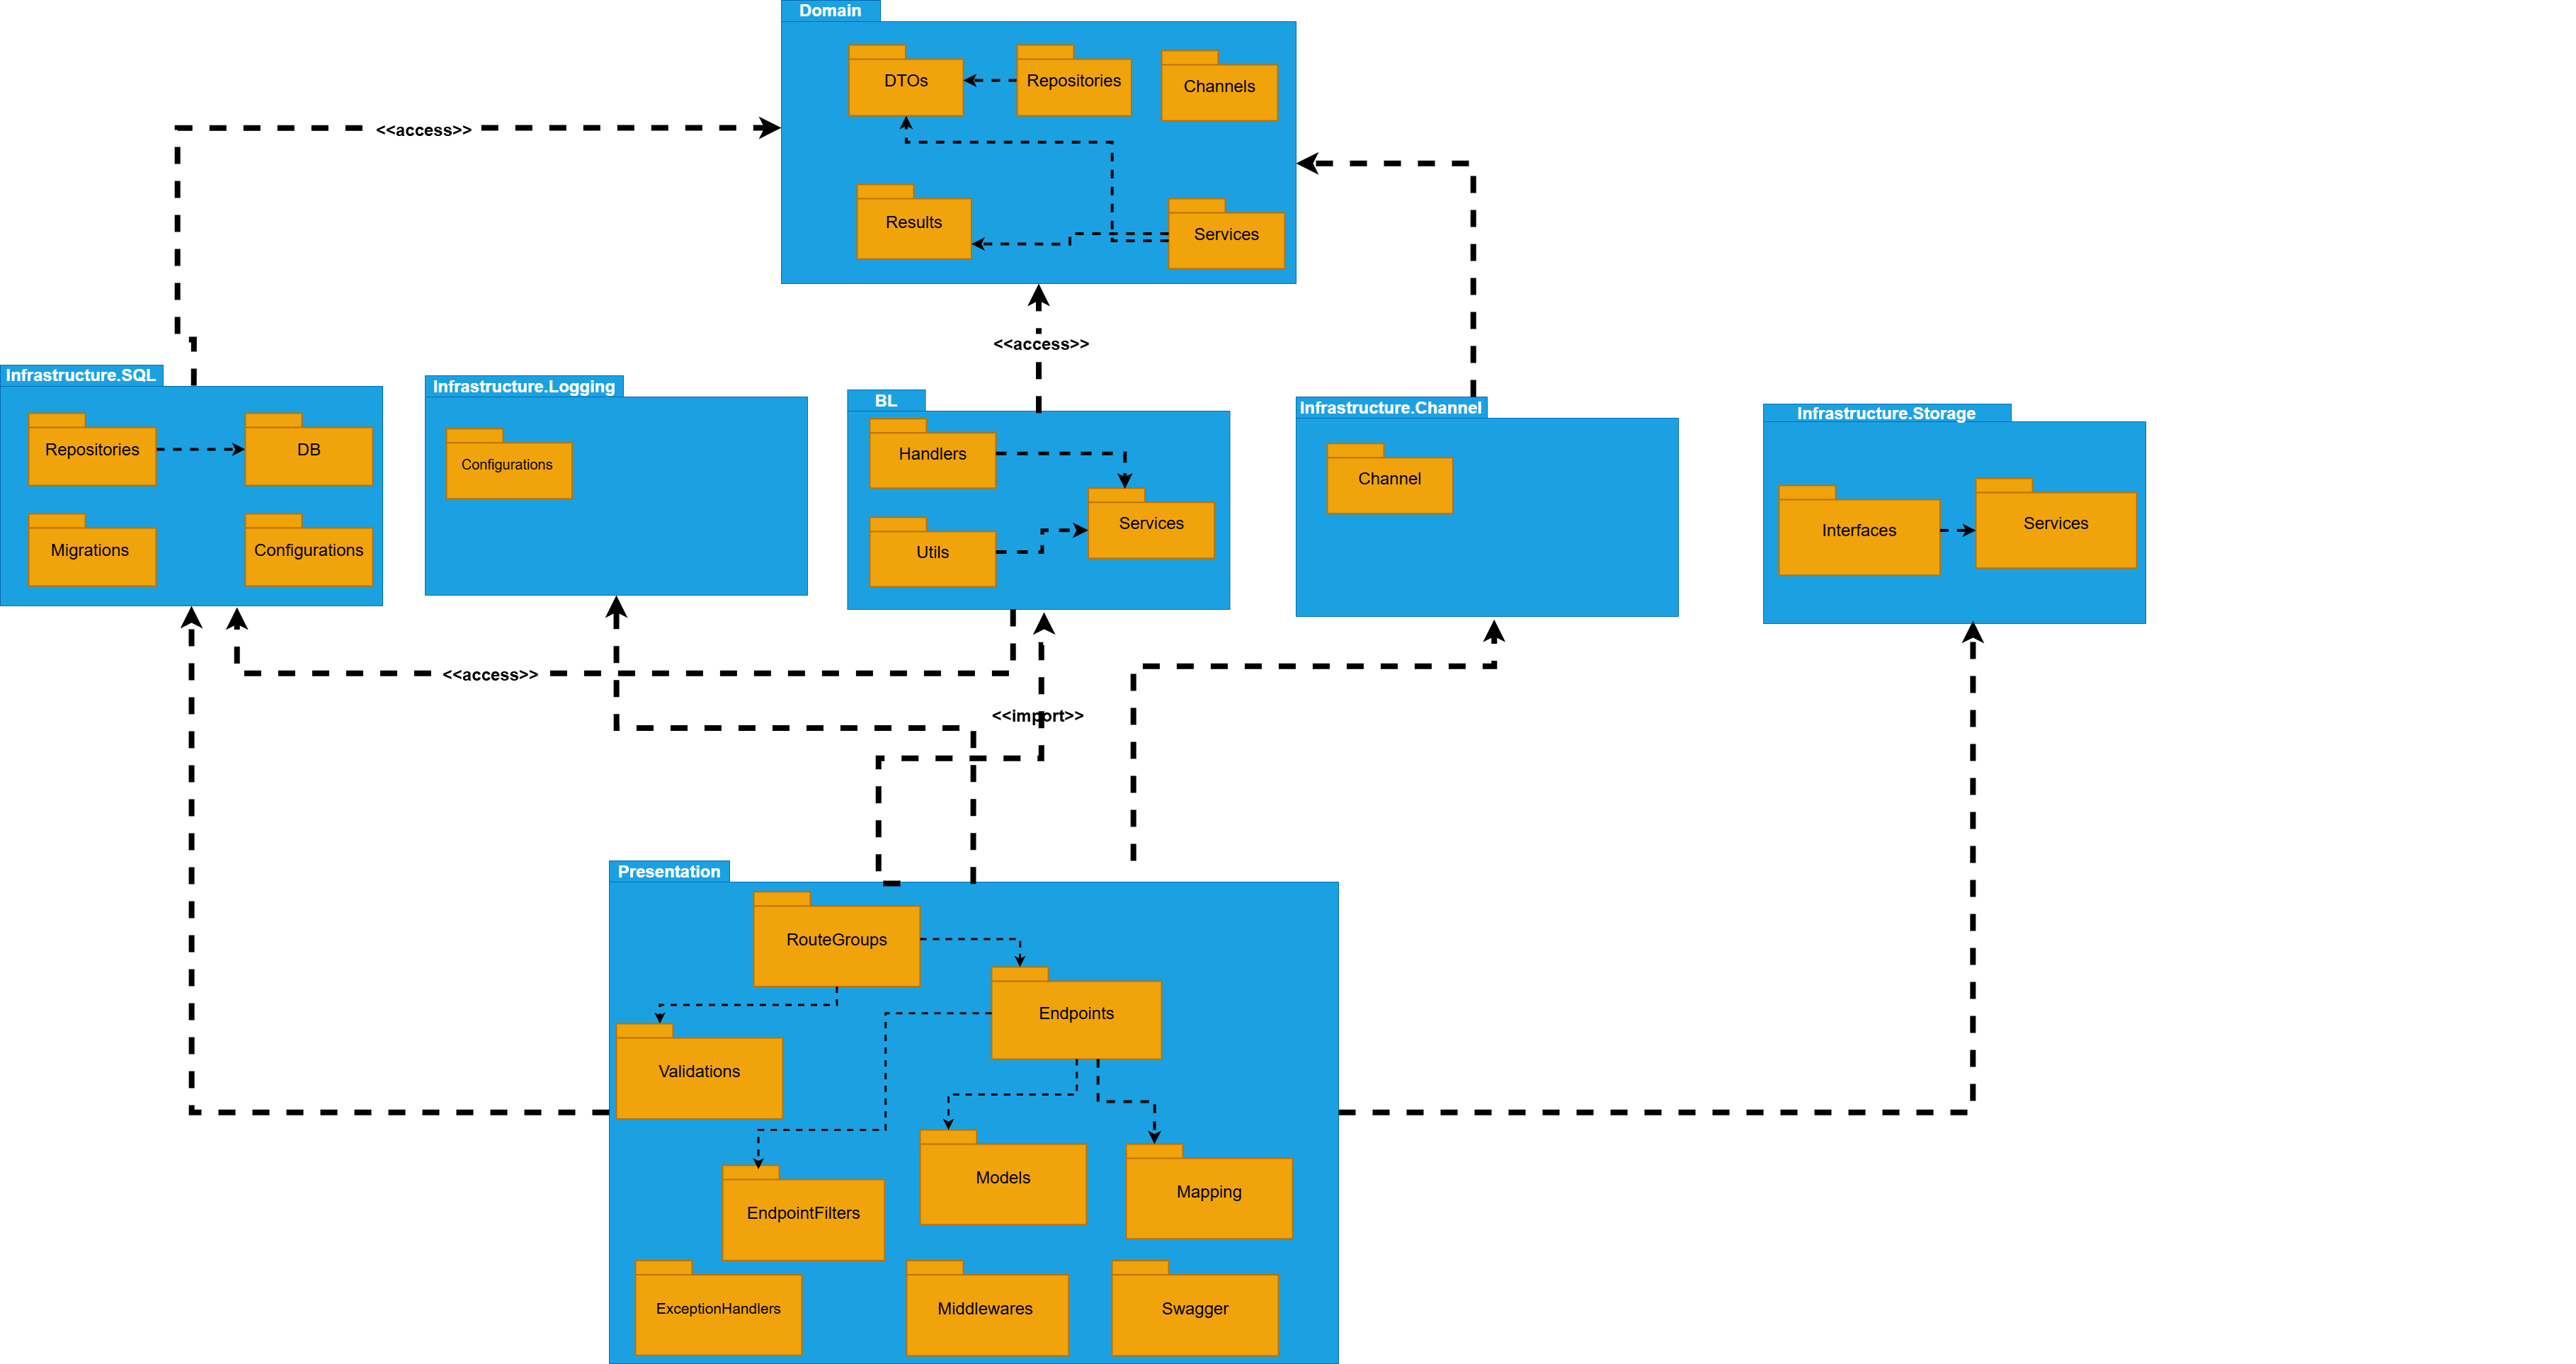 Domain
DTOs
Repositories
Channels
<<access>>
Results
Services
<<access>>
Infrastructure.SQL
Infrastructure.Logging
BL
Infrastructure.Channel
Infrastructure.Storage
Repositories
DB
Configurations
Handlers
Channel
Services
Interfaces
Services
Migrations
Configurations
Utils
<<access>>
<<import>>
Presentation
RouteGroups
Endpoints
Validations
Models
Mapping
EndpointFilters
ExceptionHandlers
Middlewares
Swagger